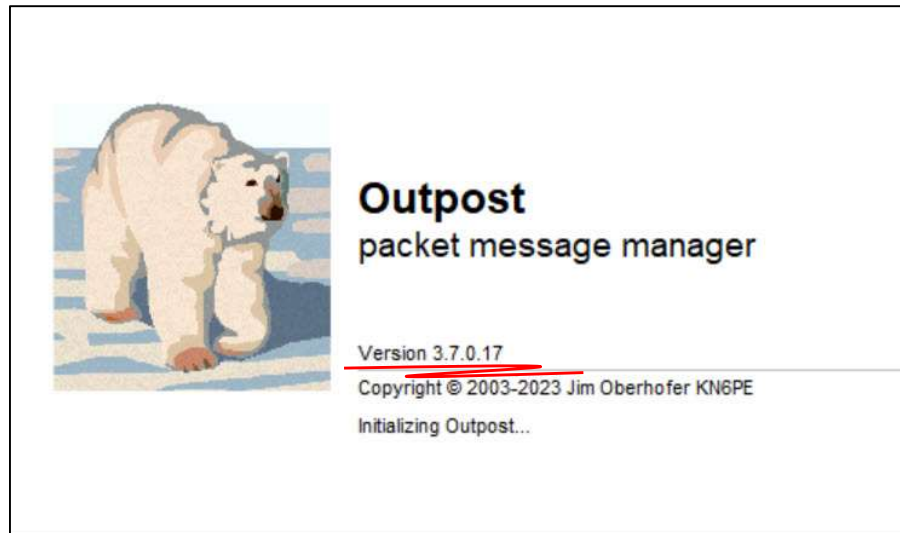 Outpost
packet message manager
Version 3.7.0.17
Copyright © 2003-2023 Jim Oberhofer KN6PE
Initializing Outpost...